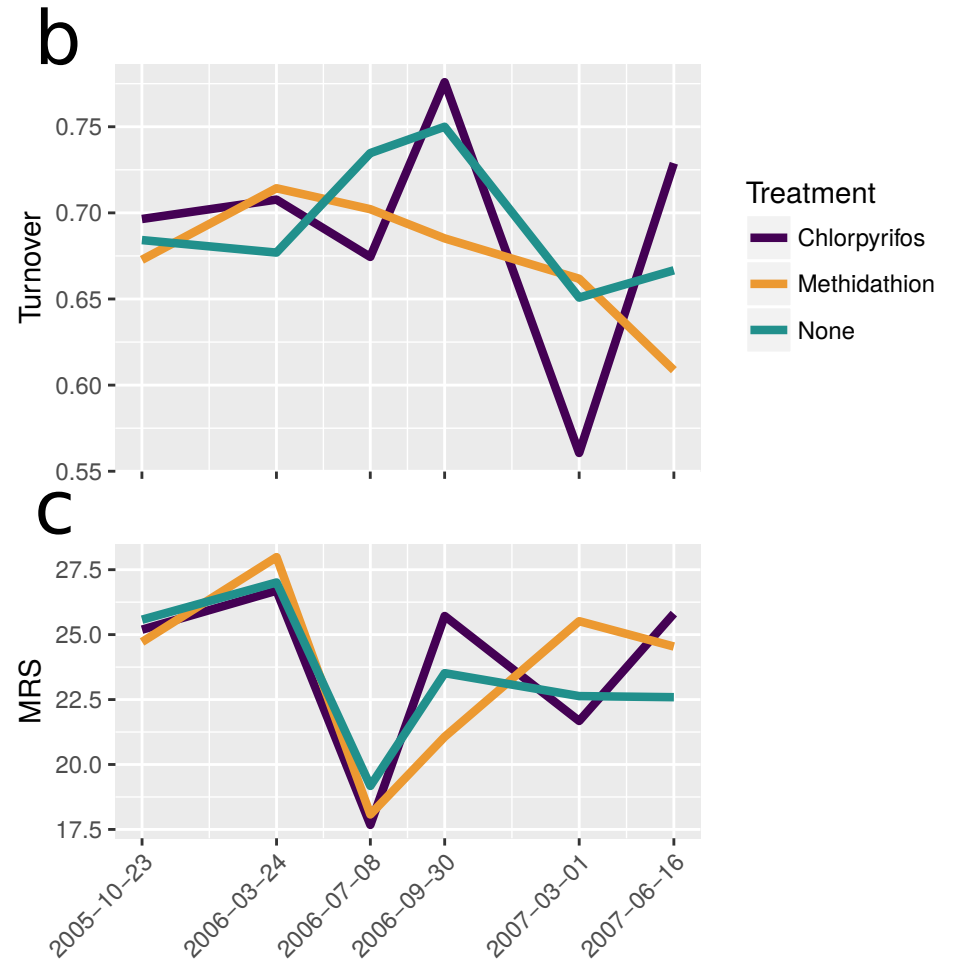 b
0.75
0.70
0.65
0.60
0.55
Turnover
Treatment
Chlorpyrifos
Methidathion
None
c
27.5
25.0
22.5
20.0
17.5
MRS
2005−10−23
2006−03−24
2006−07−08
2006−09−30
2007−03−01
2007−06−16